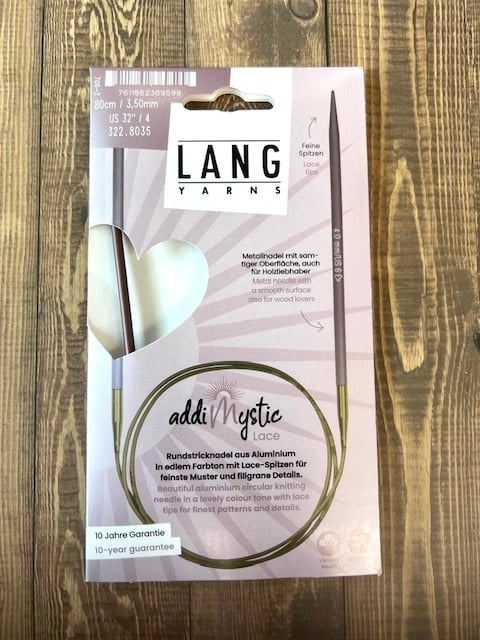 7611862369599
80cm / 3,50mm
US 32" / 4
322.8035
LANG
YARNS
Feine
Spitzen
Lace
tips
Metallnadel mit sam-
tiger Oberfläche, auch
für Holzliebhaber
Metal needle with
a smooth surface
also for wood lovers
addi Mystic
Lace
Rundstricknadel aus Aluminium
in edlem Farbton mit Lace-Spitzen für
feinste Muster und filigrane Details.
Beautiful aluminium circular knitting
needle in a lovely colour tone with lace
tips for finest patterns and details.
10 Jahre Garantie
10-year guarantee